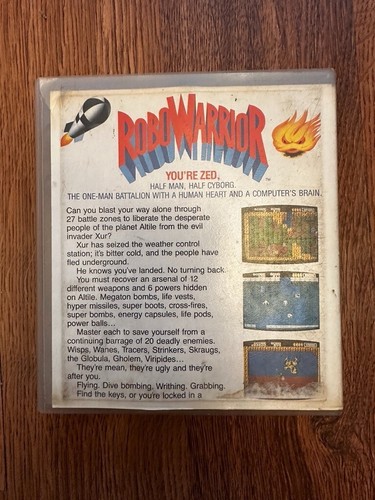 ROBOWARRIOR
YOU'RE ZED,
HALF MAN, HALF CYBORG.
THE ONE-MAN BATTALION WITH A HUMAN HEART AND A COMPUTER'S BRAIN.
Can you blast your way alone through
27 battle zones to liberate the desperate
people of the planet Altile from the evil
invader Xur?
Xur has seized the weather control
station; it's bitter cold, and the people have
fled underground.
He knows you've landed. No turning back.
You must recover an arsenal of 12
different weapons and 6 powers hidden
on Altile. Megaton bombs, life vests,
hyper missiles, super boots, cross-fires,
super bombs, energy capsules, life pods,
power balls...
Master each to save yourself from a
continuing barrage of 20 deadly enemies.
Wisps, Wanes, Tracers, Strinkers, Skraugs,
the Globula, Gholem, Viripides...
They're mean, they're ugly and they're
after you.
Flying. Dive bombing. Writhing. Grabbing.
Find the keys, or you're locked in a